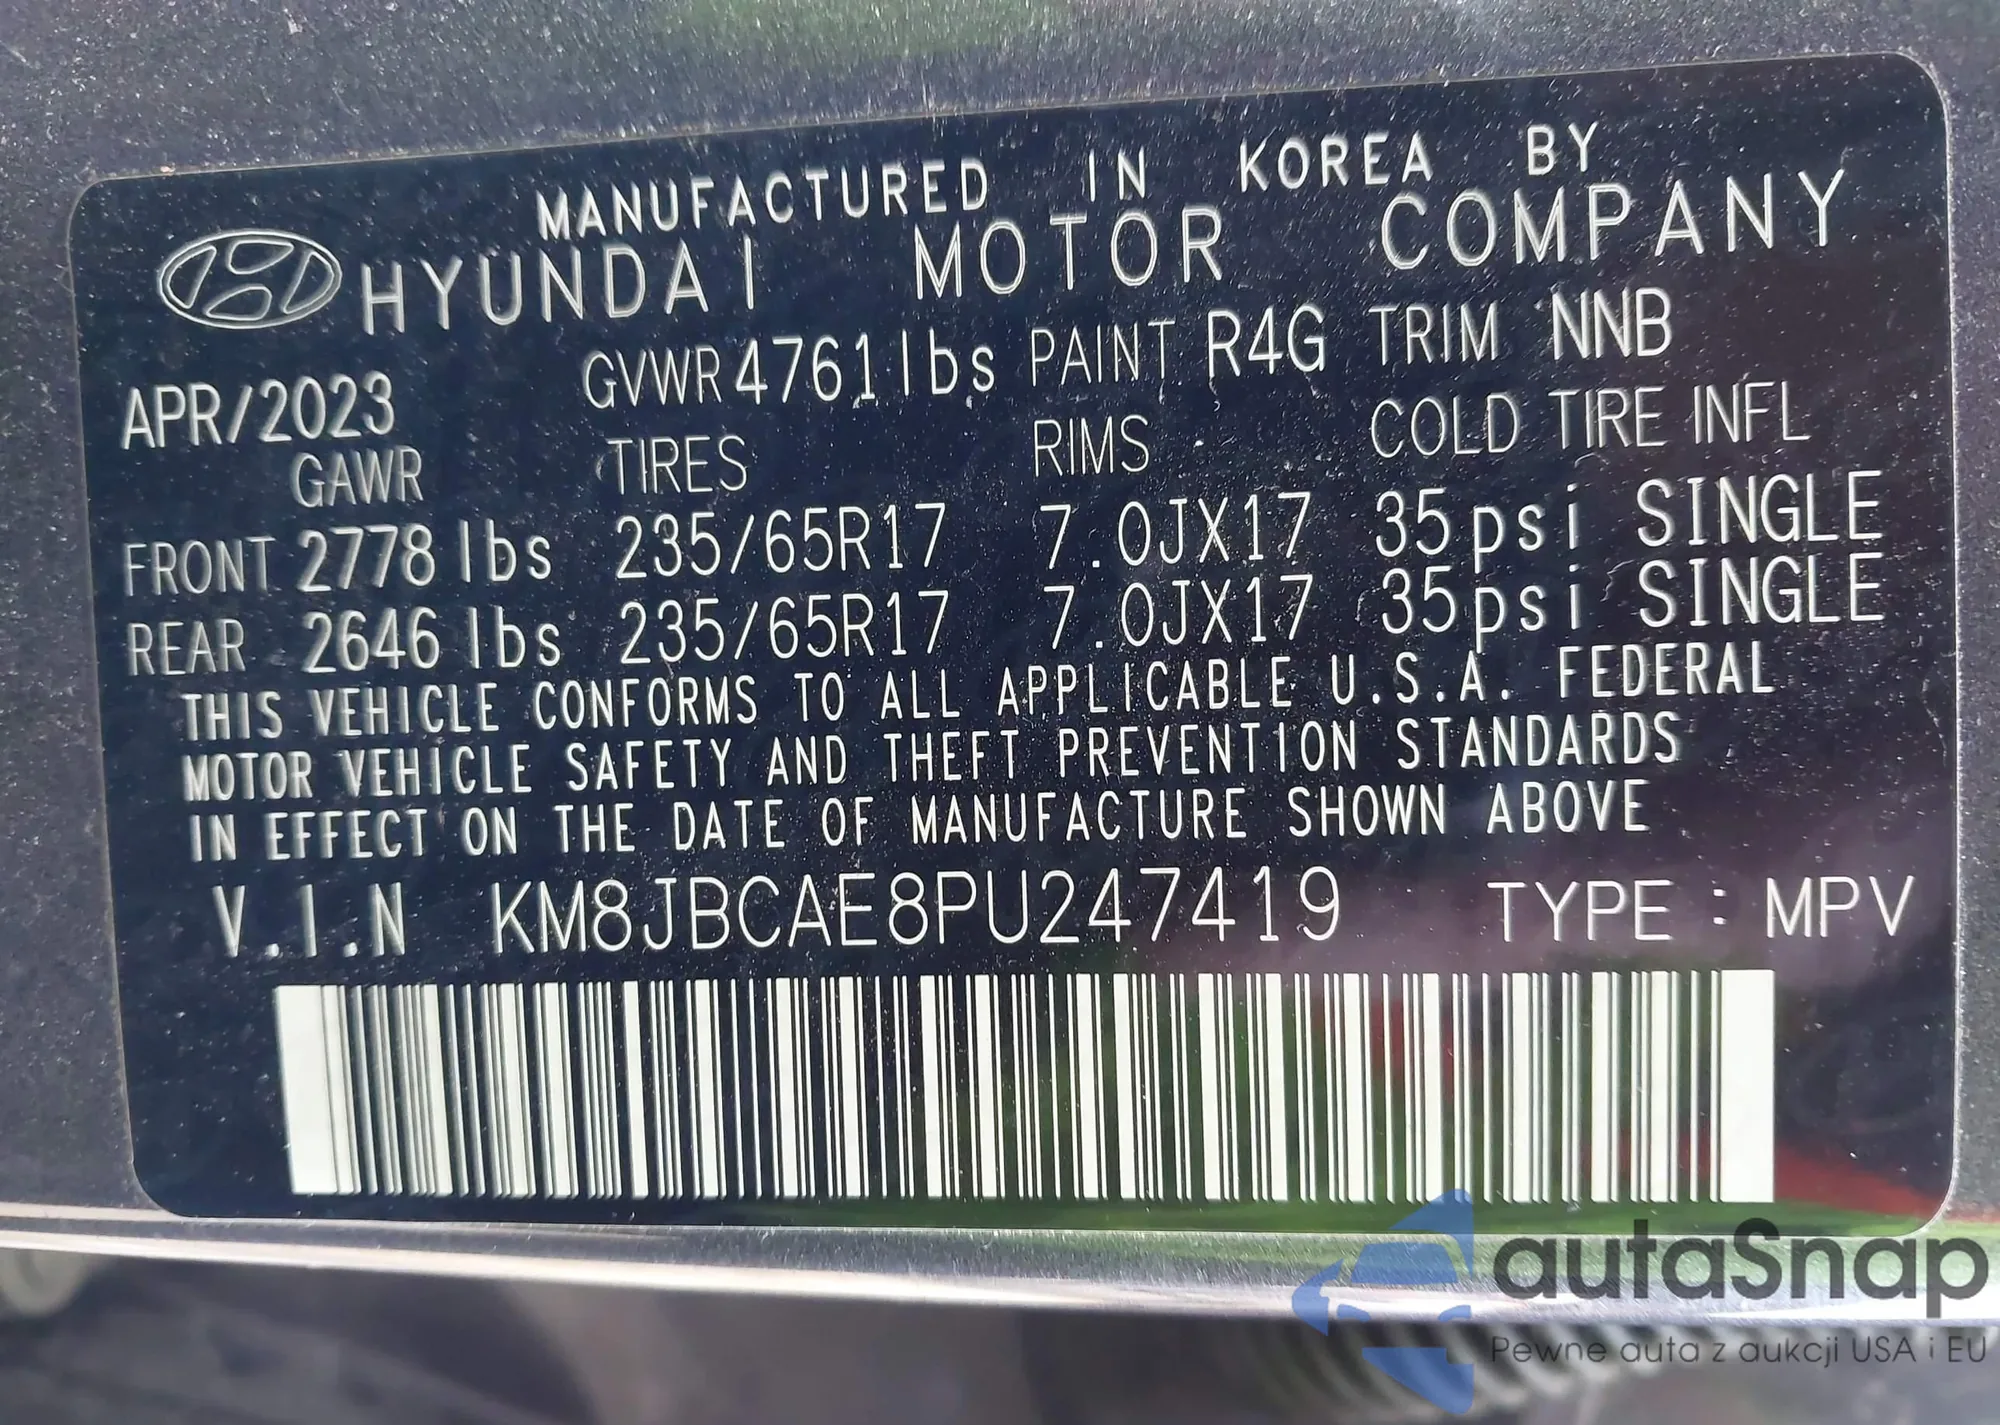 MANUFACTURED IN KOREA BY
HYUNDAI MOTOR COMPANY
APR/2023 GVWR 4761lbs PAINT R4G TRIM NNB
GAWR TIRES RIMS COLD TIRE INFL
FRONT 2778 lbs 235/65R17 7.0JX17 35psi SINGLE
REAR 2646 lbs 235/65R17 7.0JX17 35psi SINGLE
THIS VEHICLE CONFORMS TO ALL APPLICABLE U.S.A. FEDERAL
MOTOR VEHICLE SAFETY AND THEFT PREVENTION STANDARDS
IN EFFECT ON THE DATE OF MANUFACTURE SHOWN ABOVE
V.I.N KM8JBCAE8PU247419 TYPE : MPV
autaSnap
Pewne auta z aukcji USA i EU